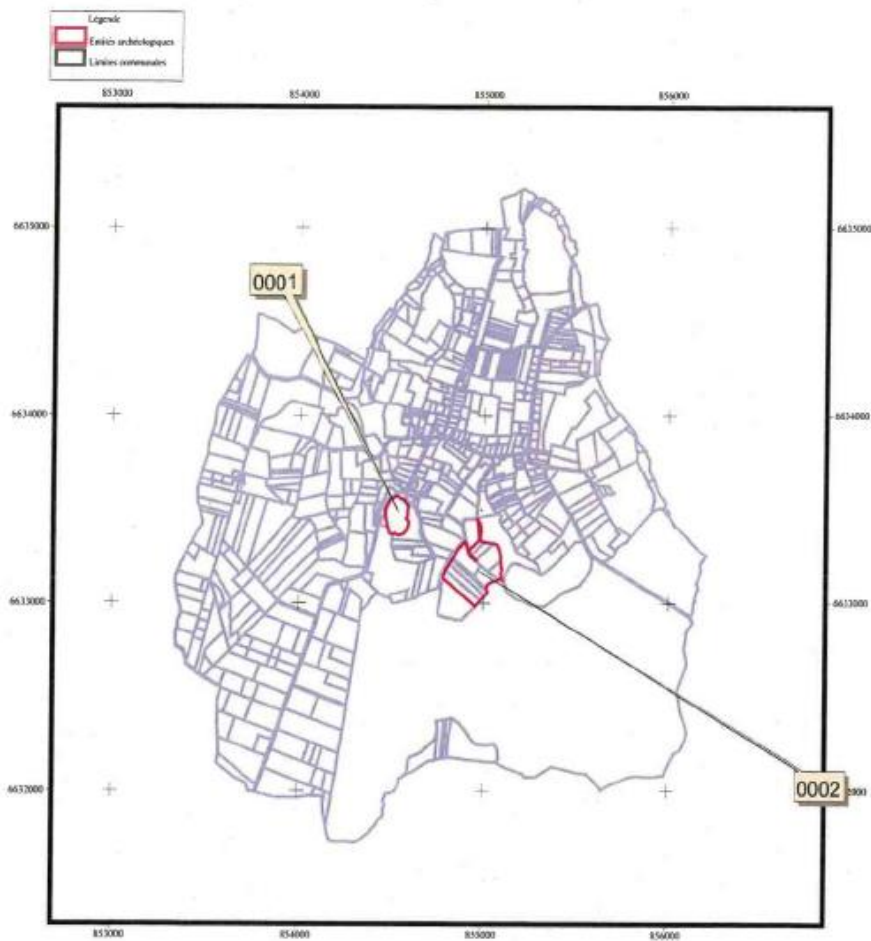 Légende
Entités archéologiques
Limites communales
853000 854000 855000 856000
6635000 6635000
0001
6634000 6634000
6633000 6633000
0002
6632000 2000
853000 854000 855000 856000